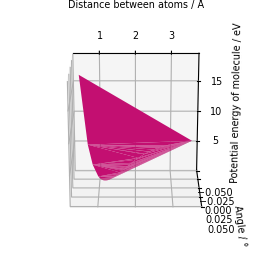 Distance between atoms / A
1 2 3
Potential energy of molecule / eV
15
10
5
-0.050
-0.025
0.000
0.025
0.050
Angle / °